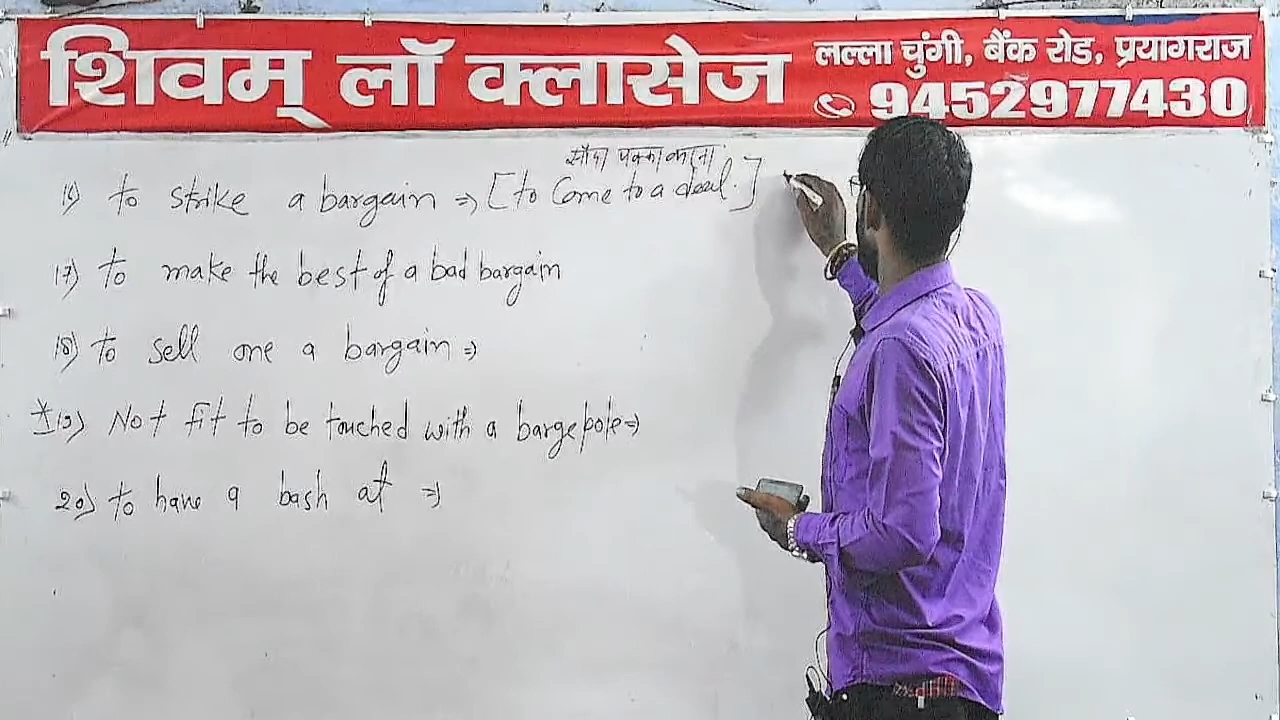 शिवम् लॉ क्लासेज
लल्ला चुंगी, बैंक रोड, प्रयागराज
9452977430
सौदा पक्का करना
16) to strike a bargain ⇒ [to Come to a deal.]
17) to make the best of a bad bargain
18) to sell one a bargain ⇒
*19) Not fit to be touched with a bargepole ⇒
20) to have a bash at ⇒